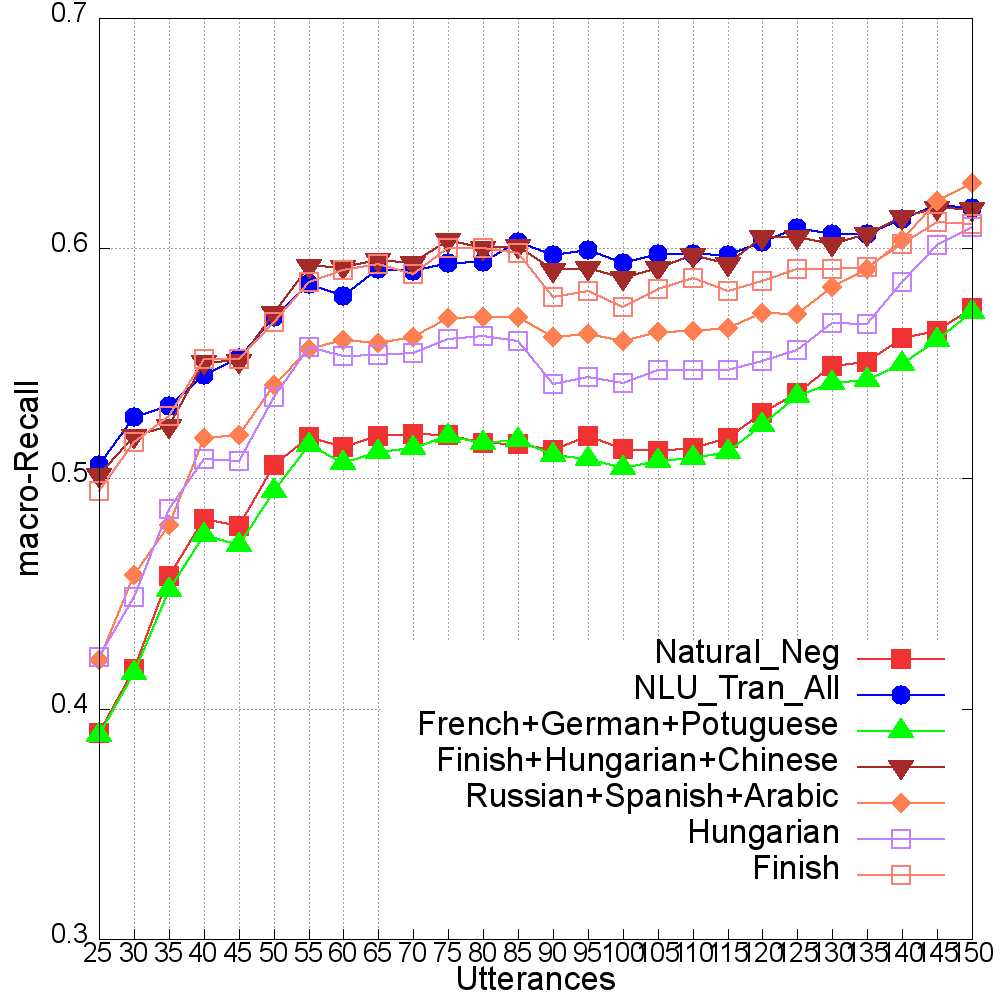 0.7
0.6
0.5
0.4
0.3
macro-Recall
Natural_Neg
NLU_Tran_All
French+German+Potuguese
Finish+Hungarian+Chinese
Russian+Spanish+Arabic
Hungarian
Finish
25 30 35 40 45 50 55 60 65 70 75 80 85 90 95 100 105 110 115 120 125 130 135 140 145 150
Utterances